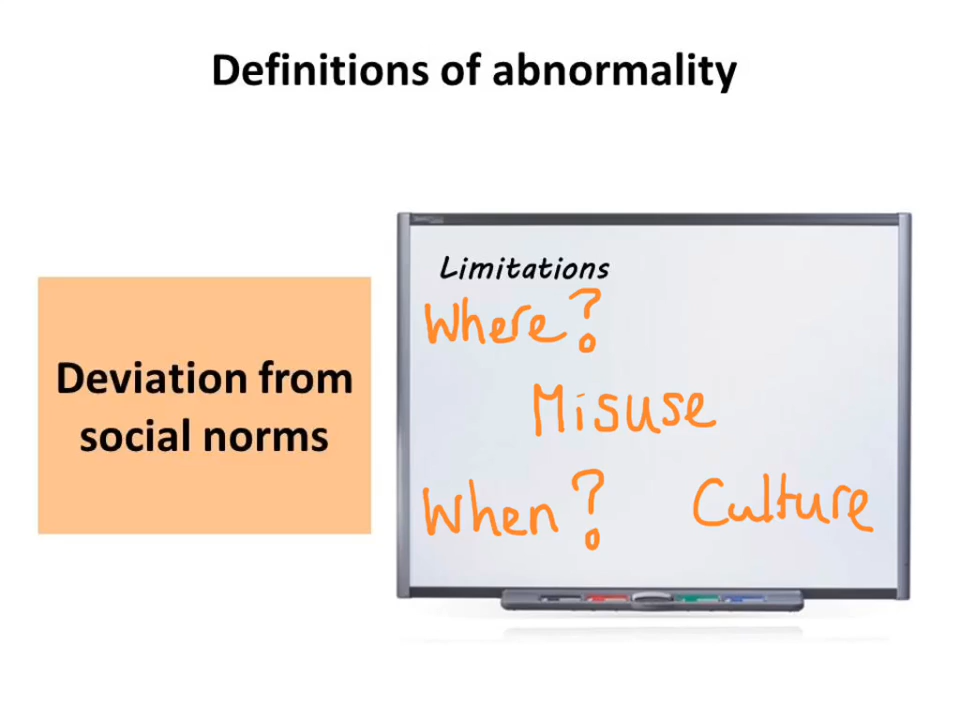 Definitions of abnormality
Deviation from
social norms
Limitations
Where?
Misuse
When?
Culture